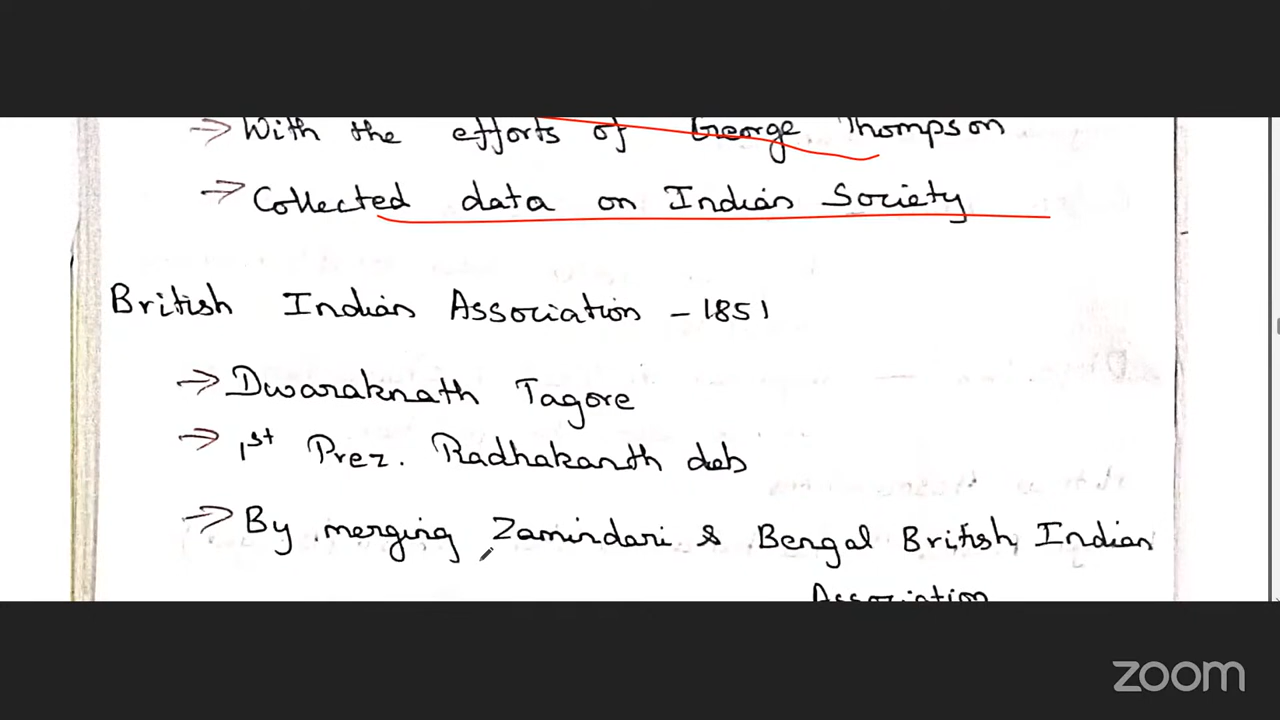 → With the efforts of George Thompson
→ Collected data on Indian Society
British Indian Association - 1851
→ Dwaraknath Tagore
→ 1st Prez. Radhakanth deb
→ By merging Zamindari & Bengal British Indian
Association
zoom